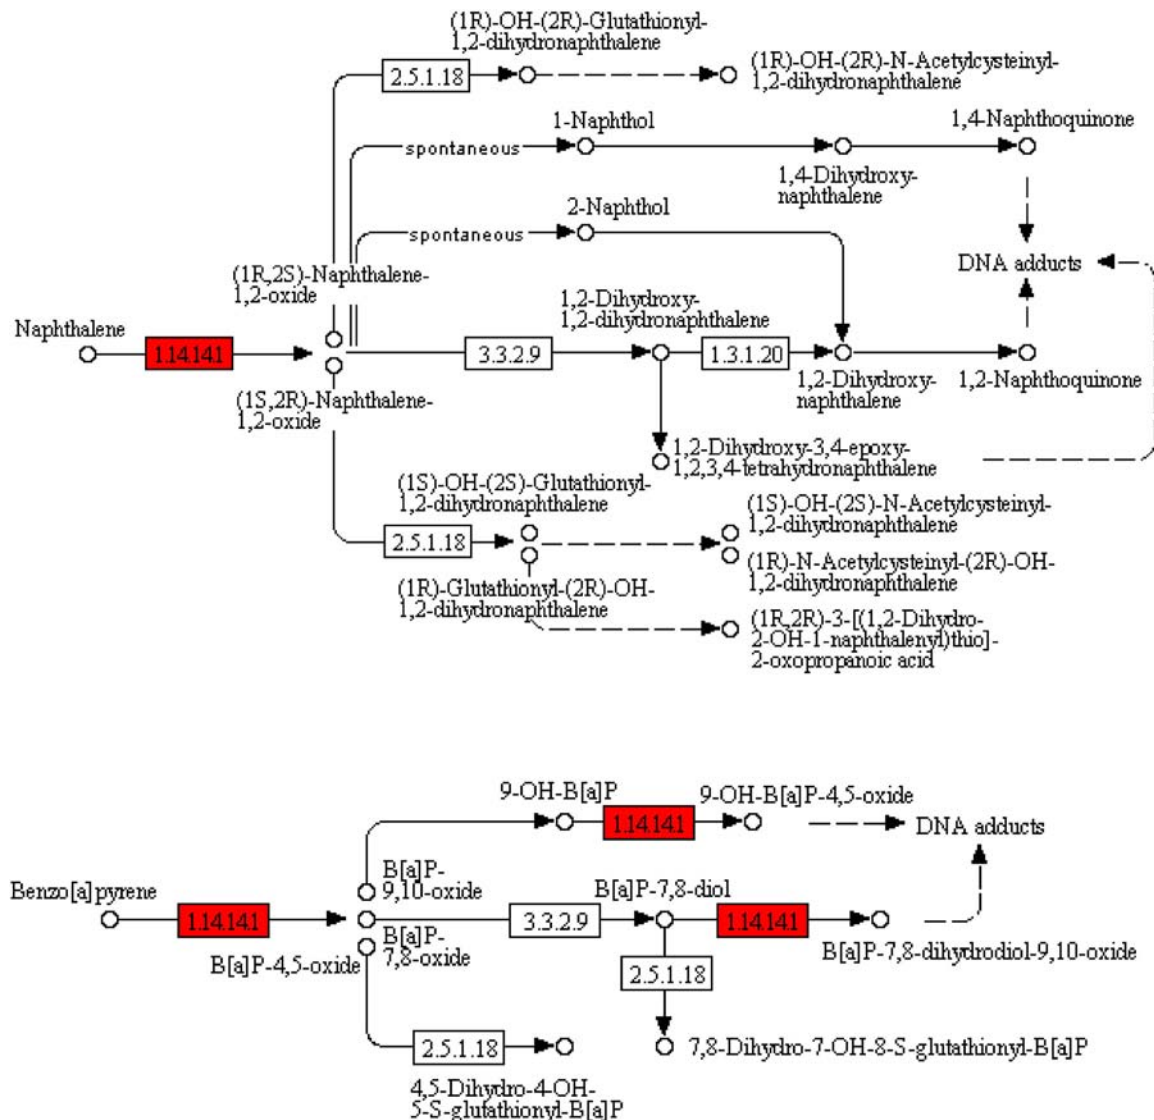 (1R)-OH-(2R)-Glutathionyl-
1,2-dihydronaphthalene
2.5.1.18
(1R)-OH-(2R)-N-Acetylcysteinyl-
1,2-dihydronaphthalene
1-Naphthol
1,4-Naphthoquinone
spontaneous
1,4-Dihydroxy-
naphthalene
2-Naphthol
spontaneous
DNA adducts
(1R,2S)-Naphthalene-
1,2-oxide
1,2-Dihydroxy-
1,2-dihydronaphthalene
Naphthalene
1.14.14.1
3.3.2.9
1.3.1.20
1,2-Dihydroxy-
naphthalene
1,2-Naphthoquinone
(1S,2R)-Naphthalene-
1,2-oxide
1,2-Dihydroxy-3,4-epoxy-
1,2,3,4-tetrahydronaphthalene
(1S)-OH-(2S)-Glutathionyl-
1,2-dihydronaphthalene
(1S)-OH-(2S)-N-Acetylcysteinyl-
1,2-dihydronaphthalene
2.5.1.18
(1R)-N-Acetylcysteinyl-(2R)-OH-
1,2-dihydronaphthalene
(1R)-Glutathionyl-(2R)-OH-
1,2-dihydronaphthalene
(1R,2R)-3-[(1,2-Dihydro-
2-OH-1-naphthalenyl)thio]-
2-oxopropanoic acid
9-OH-B[a]P
1.14.14.1
9-OH-B[a]P-4,5-oxide
DNA adducts
B[a]P-
9,10-oxide
Benzo[a]pyrene
1.14.14.1
B[a]P-7,8-diol
3.3.2.9
1.14.14.1
B[a]P-4,5-oxide
B[a]P-
7,8-oxide
B[a]P-7,8-dihydrodiol-9,10-oxide
2.5.1.18
2.5.1.18
7,8-Dihydro-7-OH-8-S-glutathionyl-B[a]P
4,5-Dihydro-4-OH-
5-S-glutathionyl-B[a]P